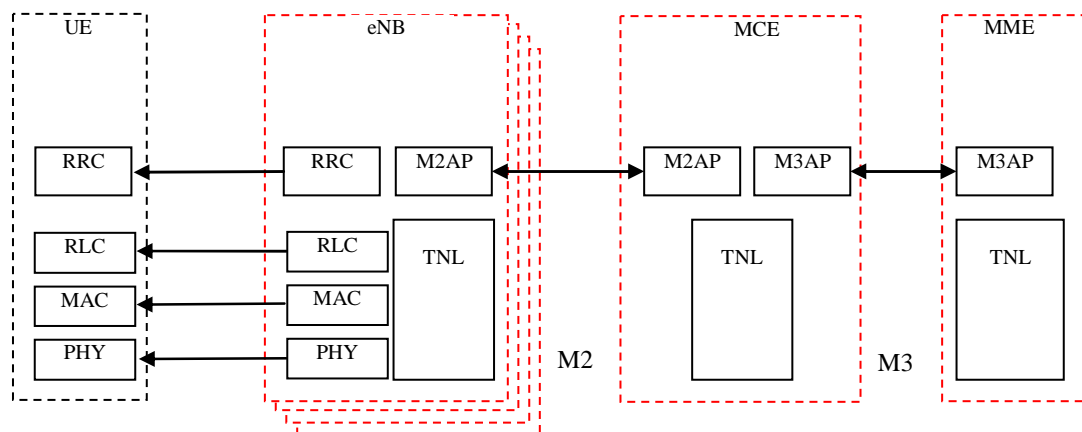 UE eNB MCE MME
RRC RRC M2AP M2AP M3AP M3AP
RLC RLC TNL TNL TNL
MAC MAC
PHY PHY M2 M3